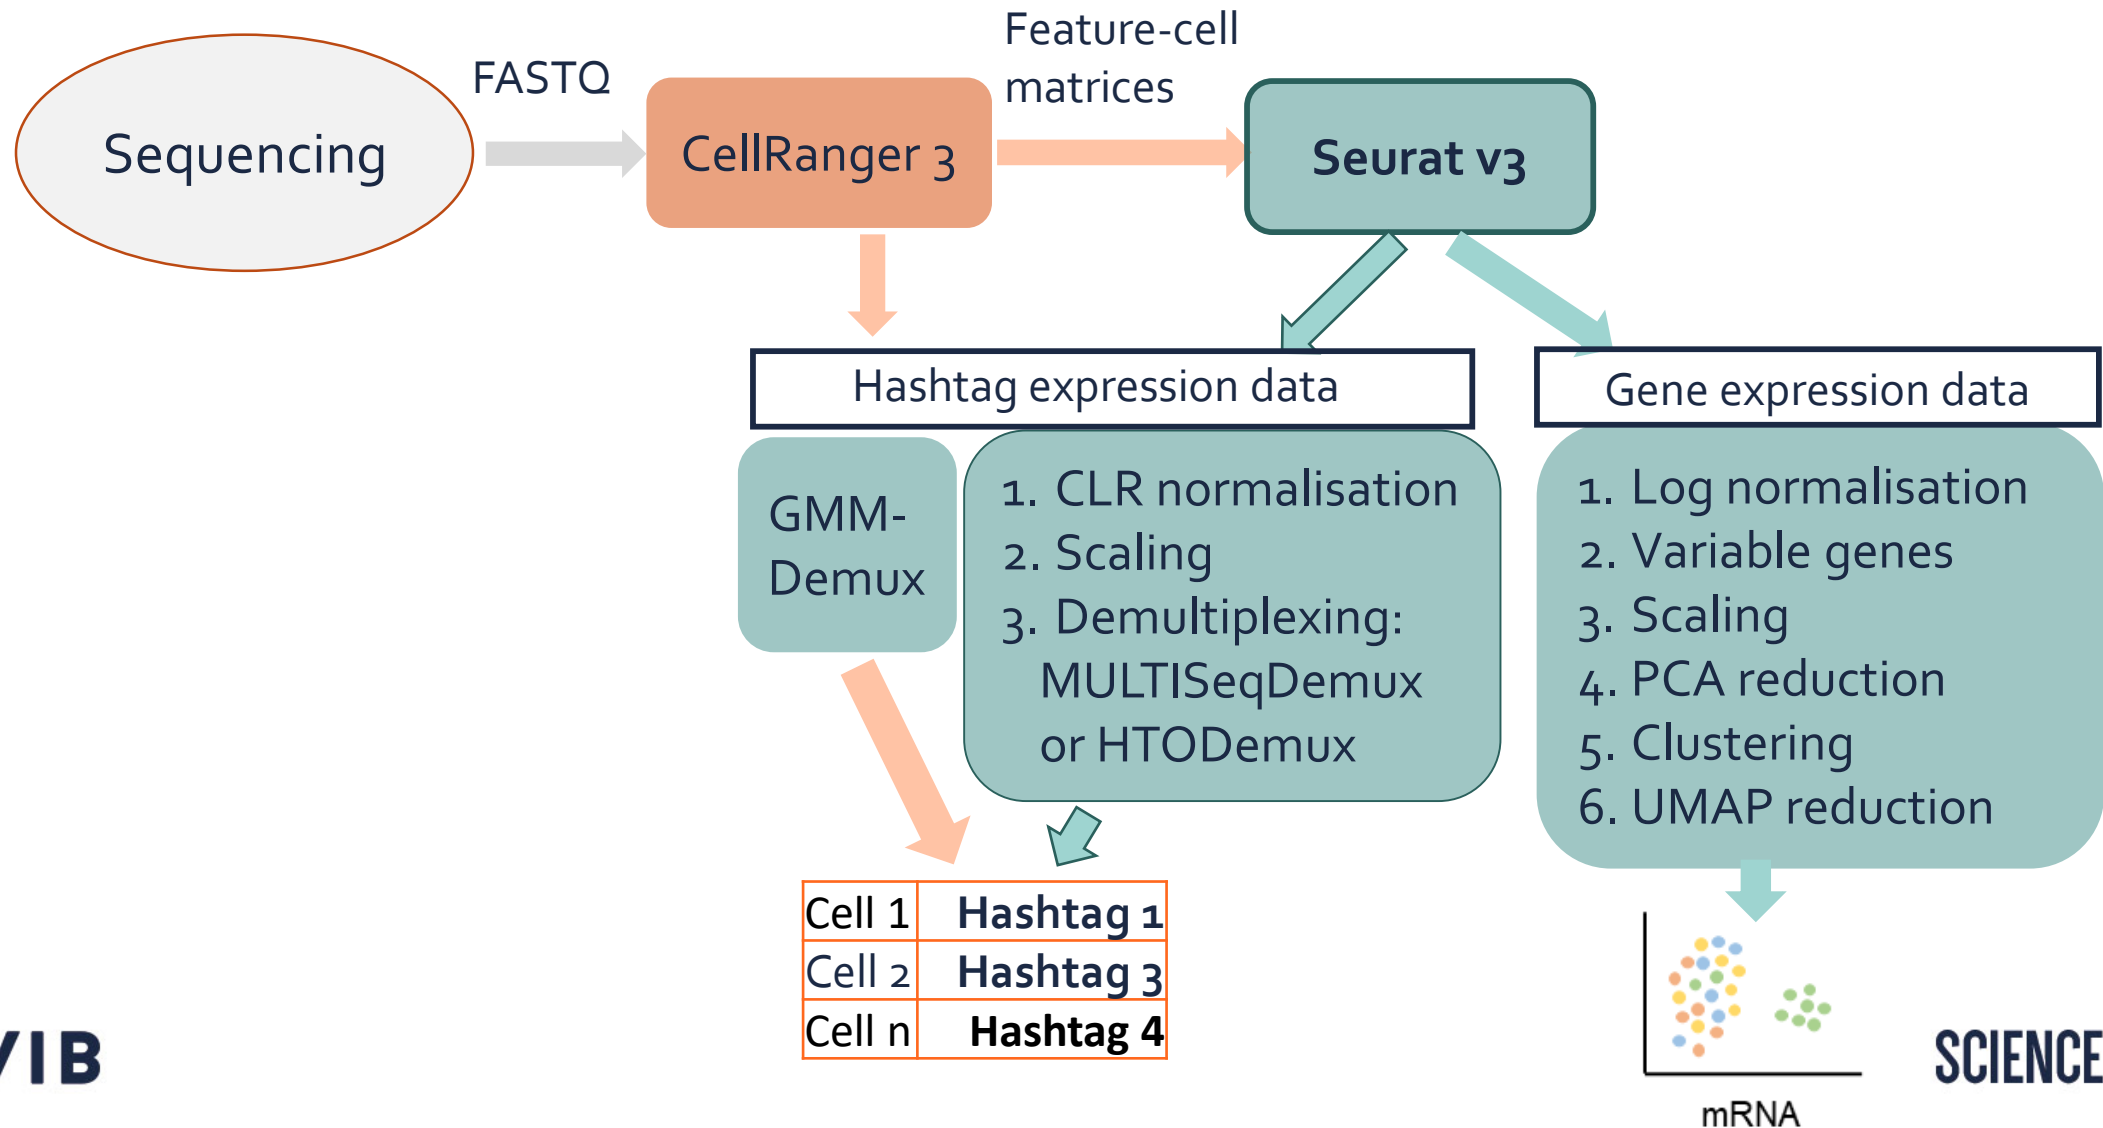 Feature-cell
matrices
FASTQ
Sequencing
CellRanger 3
Seurat v3
Hashtag expression data
Gene expression data
GMM-
Demux
1. CLR normalisation
2. Scaling
3. Demultiplexing:
MULTISeqDemux
or HTODemux
1. Log normalisation
2. Variable genes
3. Scaling
4. PCA reduction
5. Clustering
6. UMAP reduction
Cell 1 Hashtag 1
Cell 2 Hashtag 3
Cell n Hashtag 4
mRNA
VIB
SCIENCE